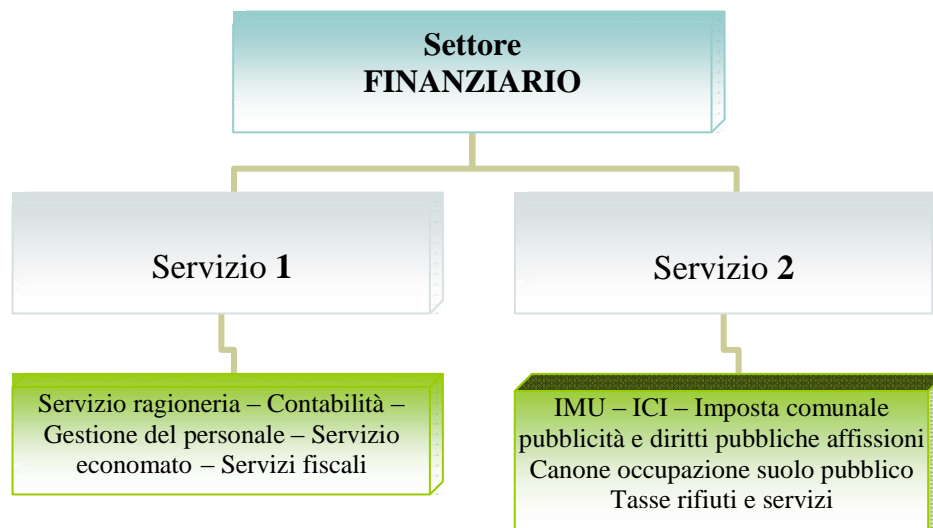 Settore
FINANZIARIO
Servizio 1
Servizio 2
Servizio ragioneria – Contabilità –
Gestione del personale – Servizio
economato – Servizi fiscali
IMU – ICI – Imposta comunale
pubblicità e diritti pubbliche affissioni
Canone occupazione suolo pubblico
Tasse rifiuti e servizi